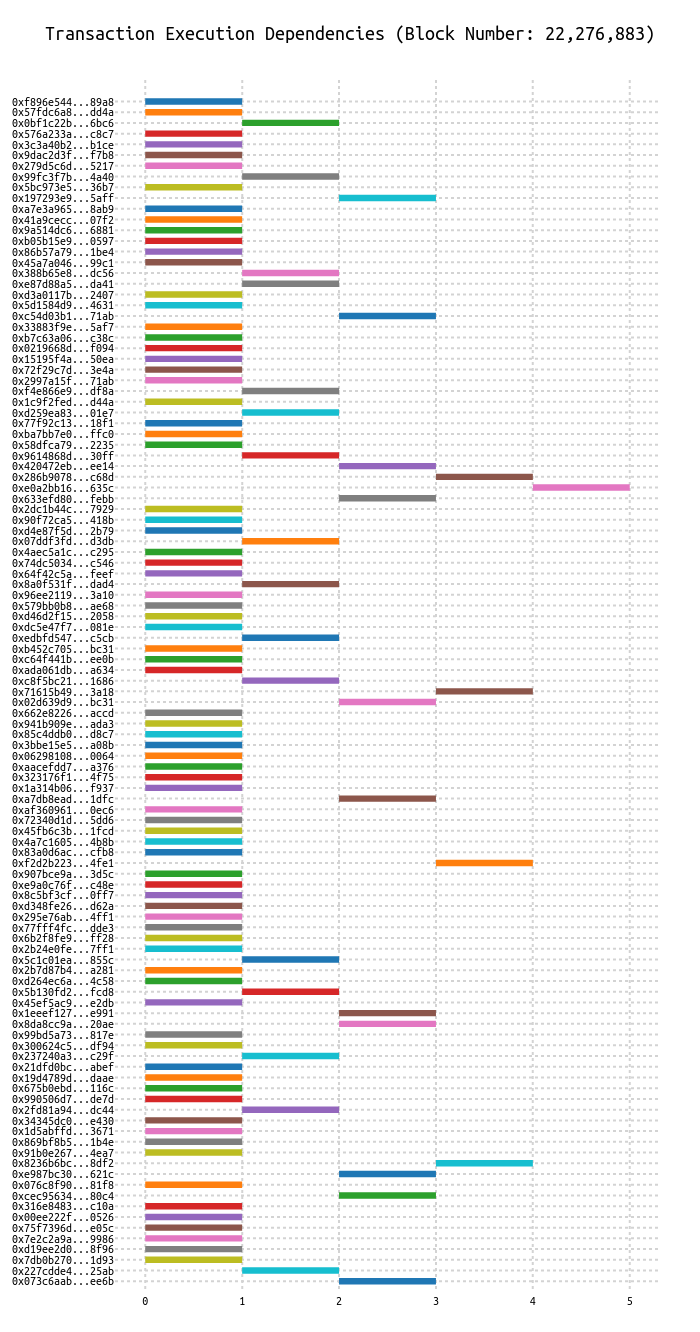 Transaction Execution Dependencies (Block Number: 22,276,883)
0xf896e544...89a8
0x57fdc6a8...dd4a
0x0bf1c22b...6bc6
0x576a233a...c8c7
0x3c3a40b2...b1ce
0x9dac2d3f...f7b8
0x279d5c6d...5217
0x99fc3f7b...4a40
0x5bc973e5...36b7
0x197293e9...5aff
0xa7e3a965...8ab9
0x41a9cecc...07f2
0x9a514dc6...6881
0xb05b15e9...0597
0x86b57a79...1be4
0x45a7a046...99c1
0x388b65e8...dc56
0xe87d88a5...da41
0xd3a0117b...2407
0x5d1584d9...4631
0xc54d03b1...71ab
0x33883f9e...5af7
0xb7c63a06...c38c
0x0219668d...f094
0x15195f4a...50ea
0x72f29c7d...3e4a
0x2997a15f...71ab
0xf4e866e9...df8a
0x1c9f2fed...d44a
0xd259ea83...01e7
0x77f92c13...18f1
0xba7bb7e0...ffc0
0x58dfca79...2235
0x9614868d...30ff
0x420472eb...ee14
0x286b9078...c68d
0xe0a2bb16...635c
0x633efd80...febb
0x2dc1b44c...7929
0x90f72ca5...418b
0xd4e87f5d...2b79
0x07ddf3fd...d3db
0x4aec5a1c...c295
0x74dc5034...c546
0x64f42c5a...feef
0x8a0f531f...dad4
0x96ee2119...3a10
0x579bb0b8...ae68
0xd46d2f15...2058
0xdc5e47f7...081e
0xedbfd547...c5cb
0xb452c705...bc31
0xc64f441b...ee0b
0xada061db...a634
0xc8f5bc21...1686
0x71615b49...3a18
0x02d639d9...bc31
0x662e8226...accd
0x941b909e...ada3
0x85c4ddb0...d8c7
0x3bbe15e5...a08b
0x06298108...0064
0xaacefdd7...a376
0x323176f1...4f75
0x1a314b06...f937
0xa7db8ead...1dfc
0xaf360961...0ec6
0x72340d1d...5dd6
0x45fb6c3b...1fcd
0x4a7c1605...4b8b
0x83a0d6ac...cfb8
0xf2d2b223...4fe1
0x907bce9a...3d5c
0xe9a0c76f...c48e
0x8c5bf3cf...0ff7
0xd348fe26...d62a
0x295e76ab...4ff1
0x77fff4fc...dde3
0x6b2f8fe9...ff28
0x2b24e0fe...7ff1
0x5c1c01ea...855c
0x2b7d87b4...a281
0xd264ec6a...4c58
0x5b130fd2...fcd8
0x45ef5ac9...e2db
0x1eeef127...e991
0x8da8cc9a...20ae
0x99bd5a73...817e
0x300624c5...df94
0x237240a3...c29f
0x21dfd0bc...abef
0x19d4789d...daae
0x675b0ebd...116c
0x990506d7...de7d
0x2fd81a94...dc44
0x34345dc0...e430
0x1d5abffd...3671
0x869bf8b5...1b4e
0x91b0e267...4ea7
0x8236b6bc...8df2
0xe987bc30...621c
0x076c8f90...81f8
0xcec95634...80c4
0x316e8483...c10a
0x00ee222f...0526
0x75f7396d...e05c
0x7e2c2a9a...9986
0xd19ee2d0...8f96
0x7db0b270...1d93
0x227cdde4...25ab
0x073c6aab...ee6b
0 1 2 3 4 5